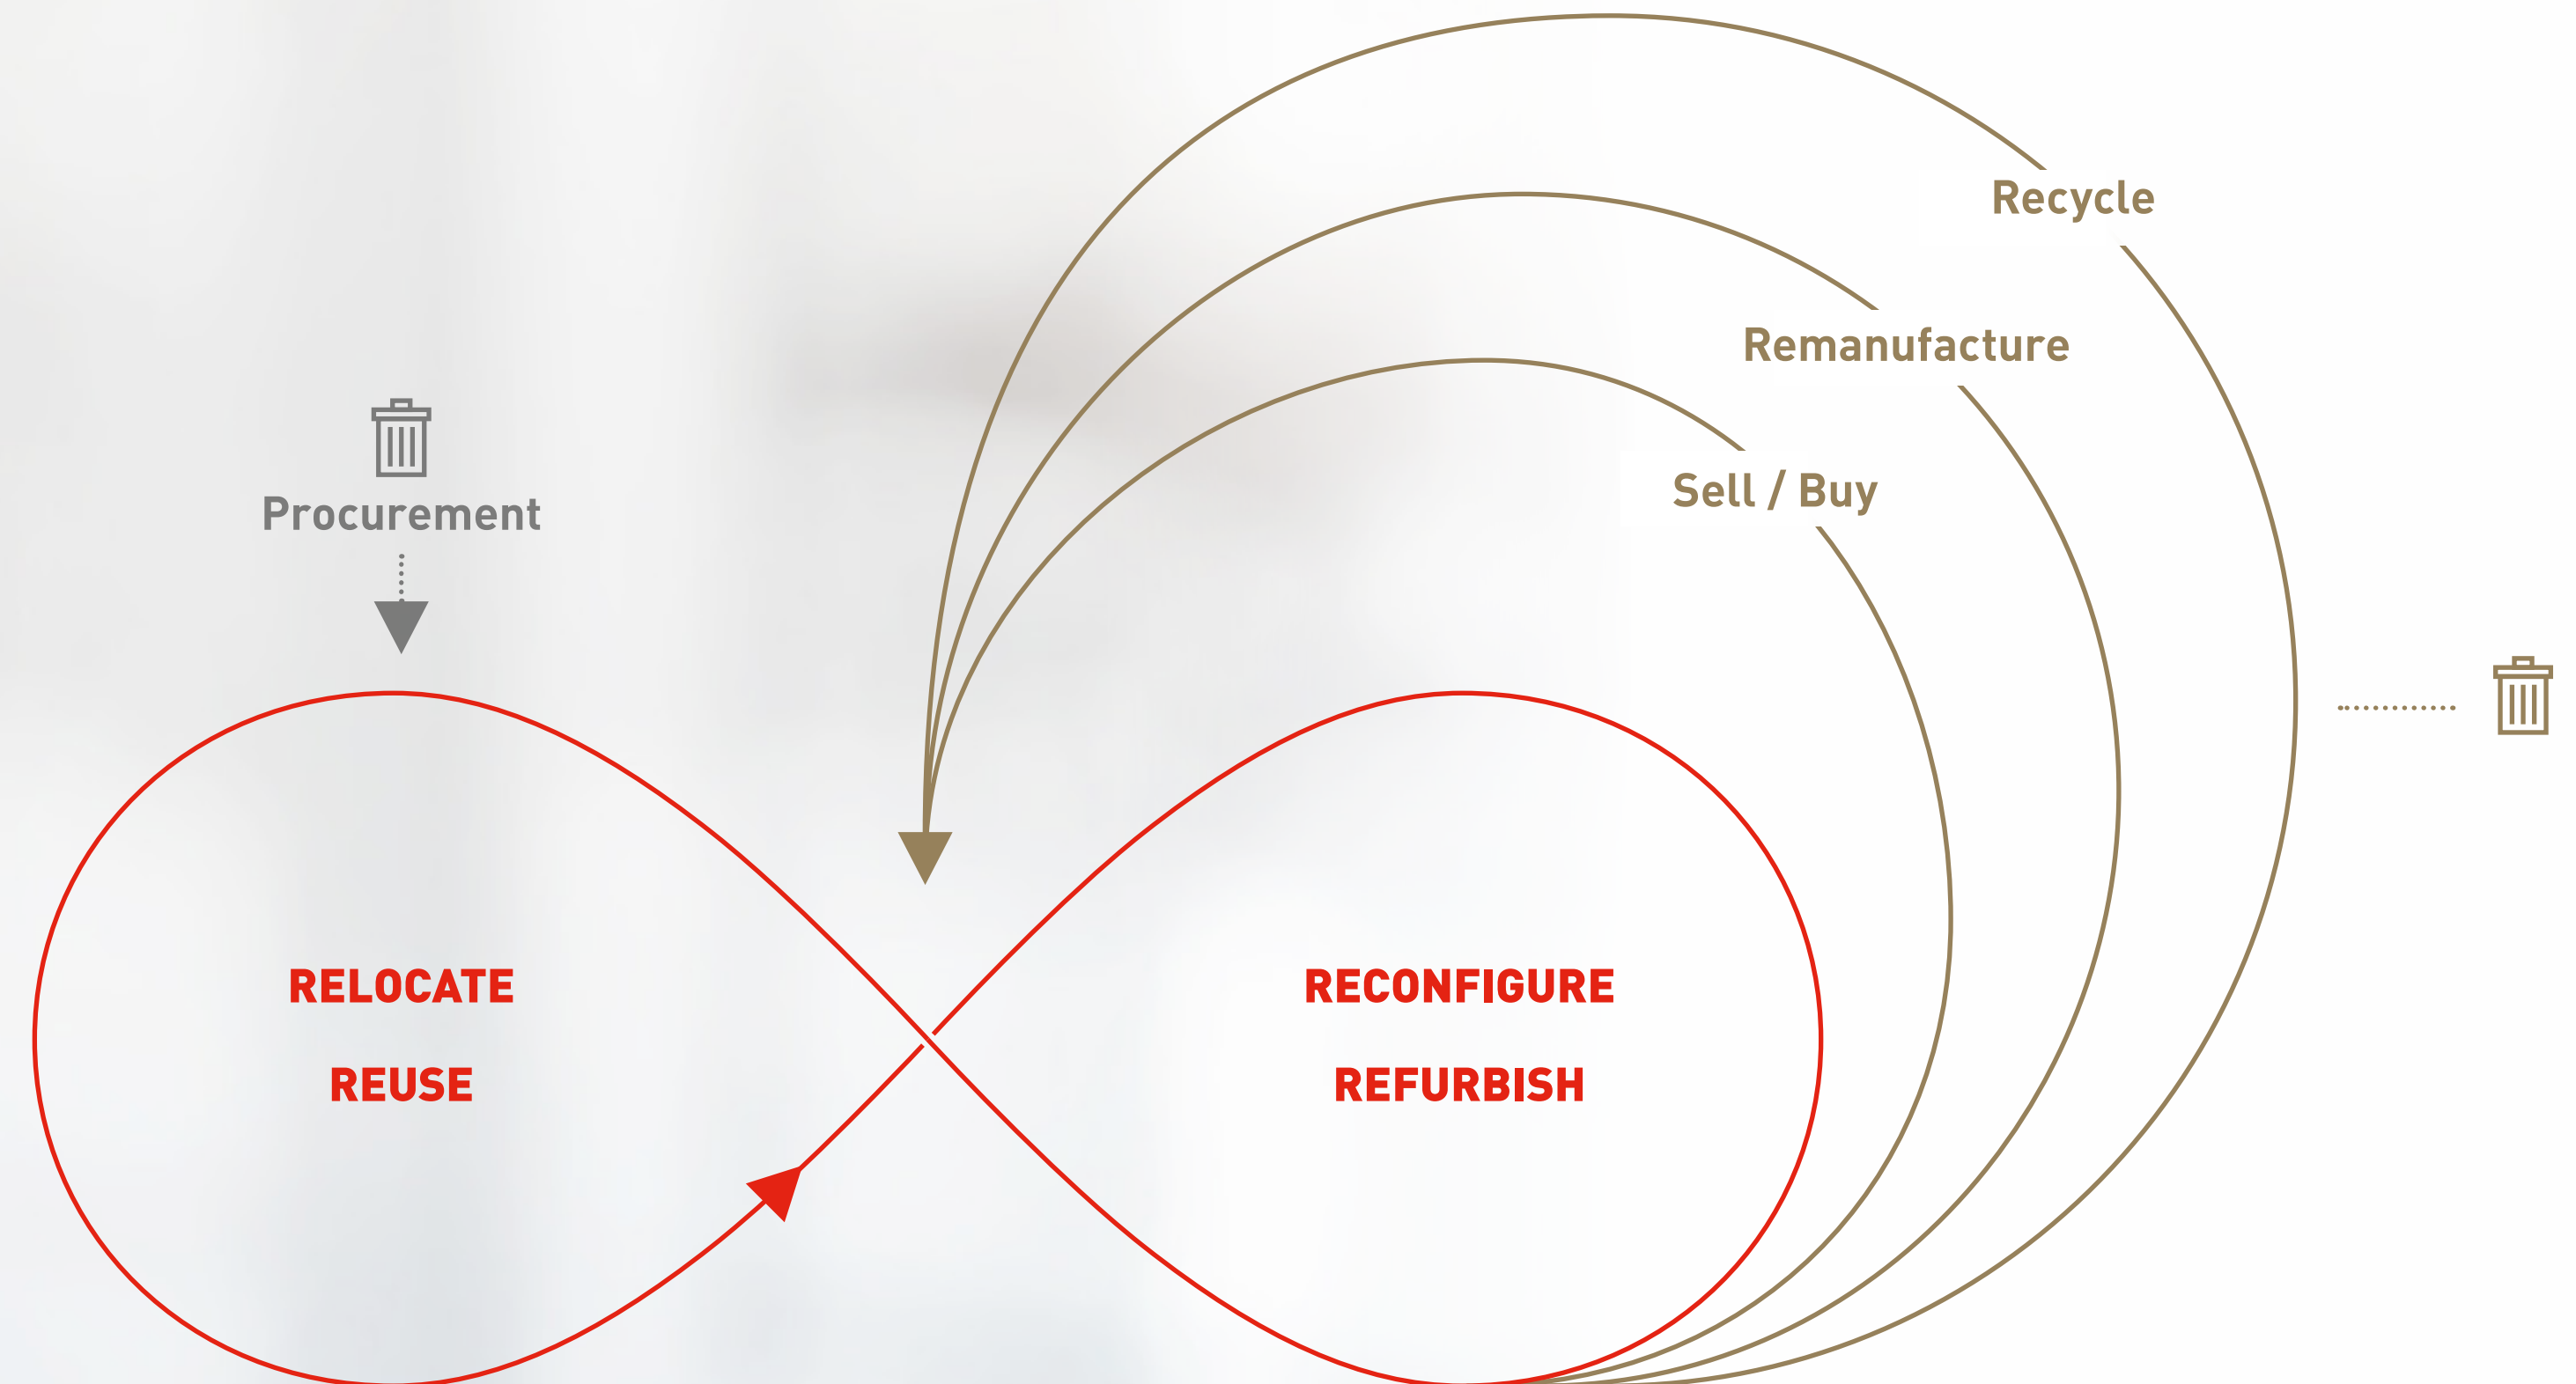 Recycle
Remanufacture
Sell / Buy
Procurement
RELOCATE
REUSE
RECONFIGURE
REFURBISH